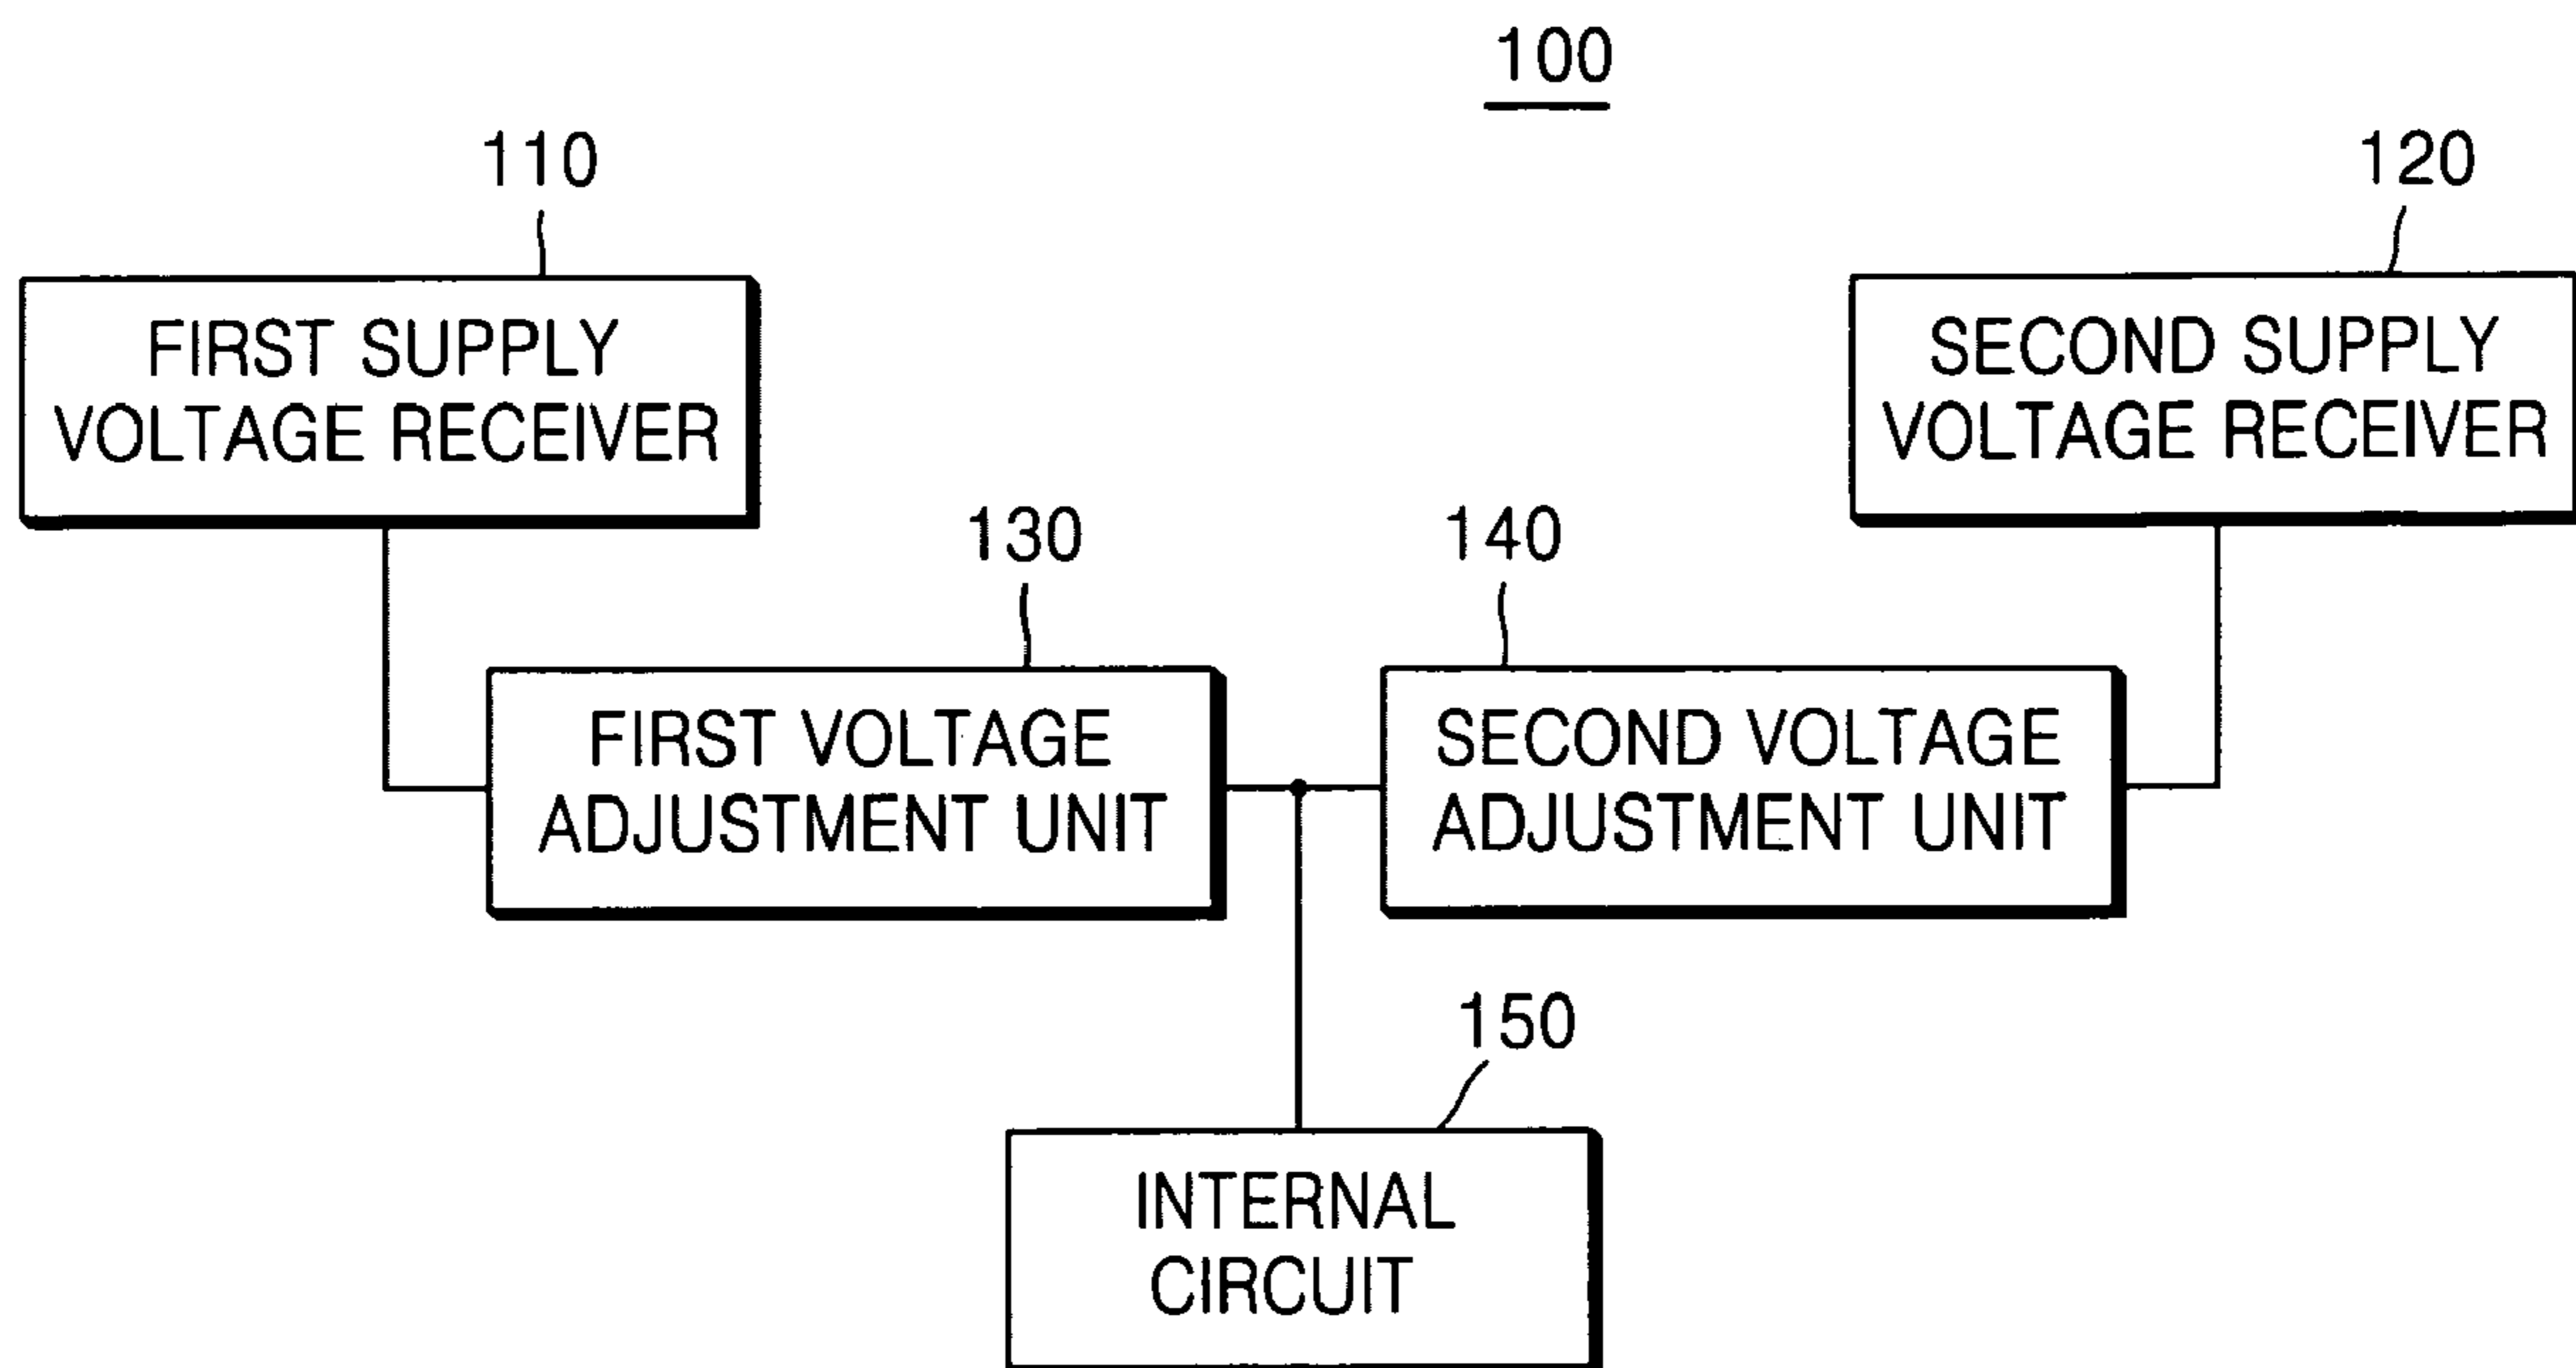 100
110
120
FIRST SUPPLY
VOLTAGE RECEIVER
SECOND SUPPLY
VOLTAGE RECEIVER
130
140
FIRST VOLTAGE
ADJUSTMENT UNIT
SECOND VOLTAGE
ADJUSTMENT UNIT
150
INTERNAL
CIRCUIT